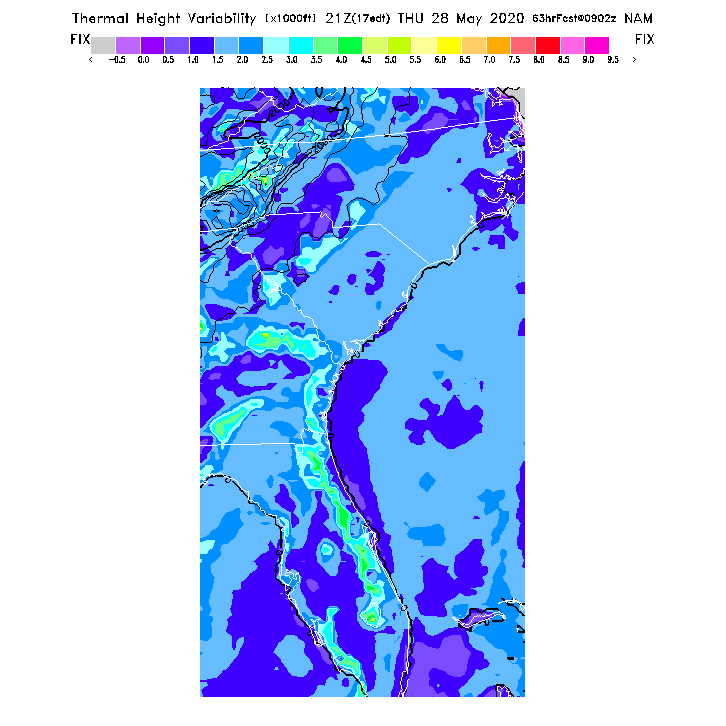 Thermal Height Variability [x1000ft] 21Z(17edt) THU 28 May 2020 63hrFcst@0902z NAM
FIX FIX
< -0.5 0.0 0.5 1.0 1.5 2.0 2.5 3.0 3.5 4.5 5.0 5.5 6.0 6.5 7.0 7.5 8.0 8.5 9.0 9.5 >